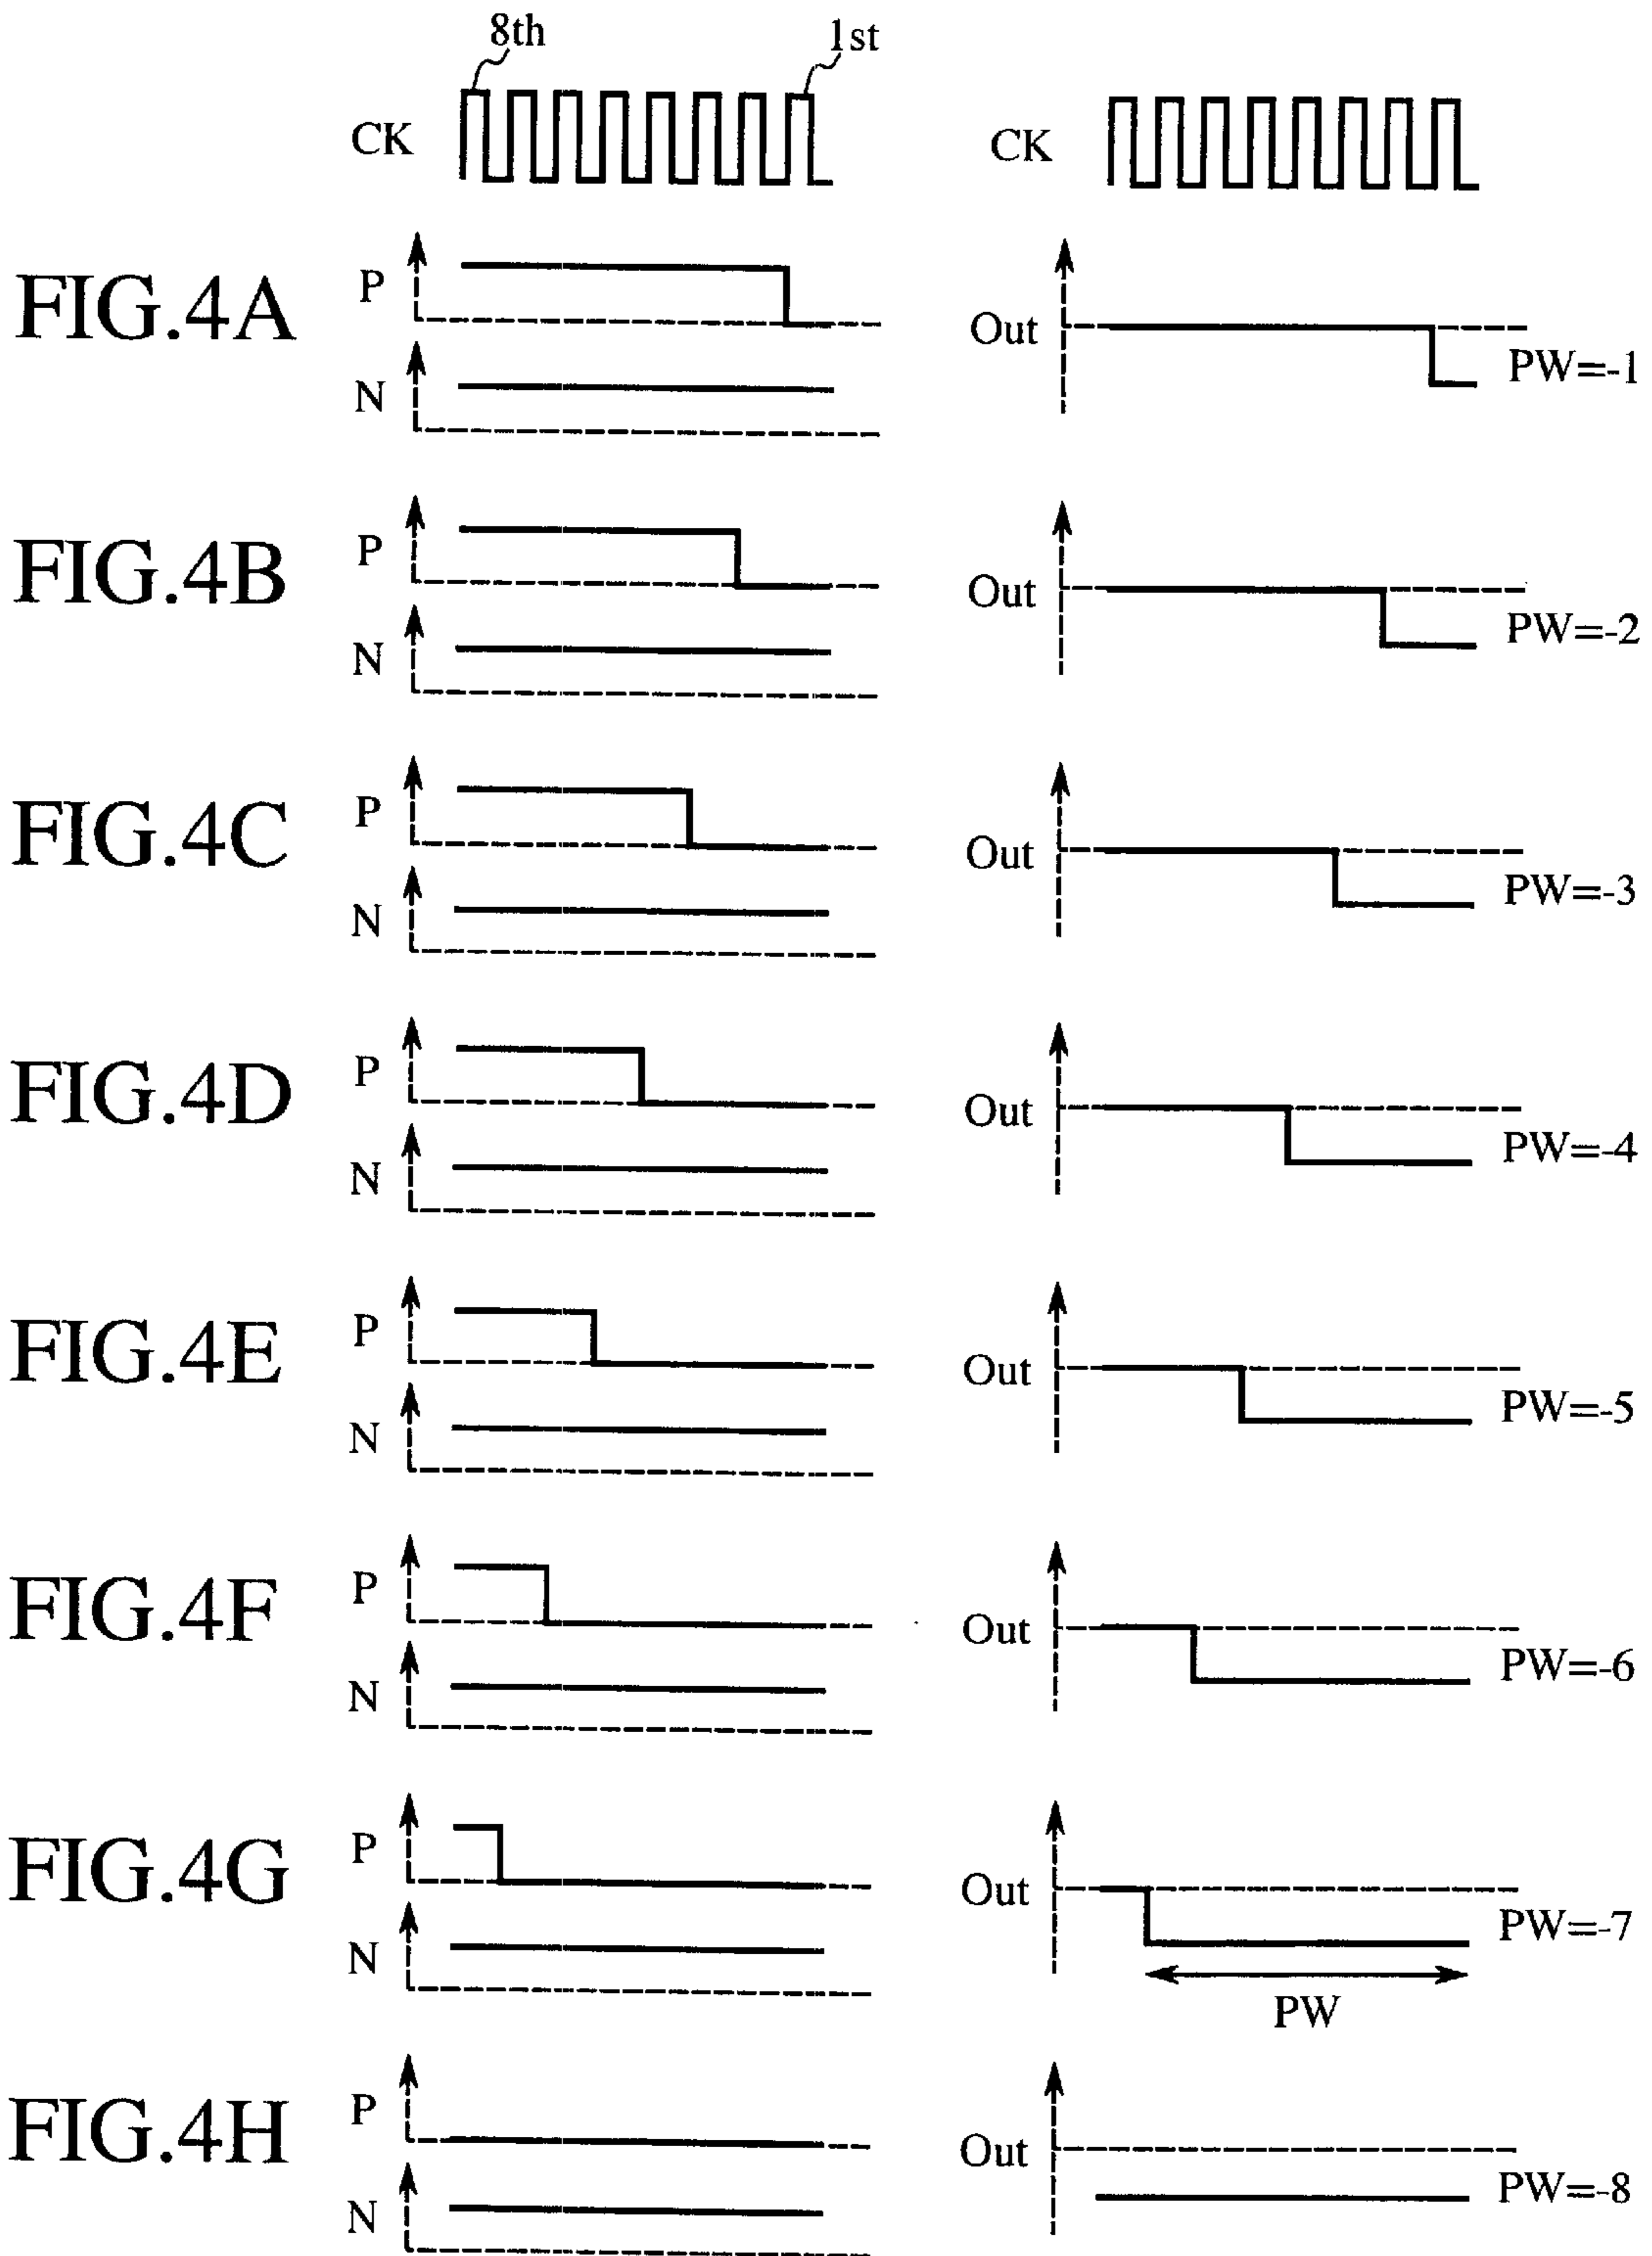 8th 1st
CK CK
FIG.4A P Out PW=-1
N
FIG.4B P Out PW=-2
N
FIG.4C P Out PW=-3
N
FIG.4D P Out PW=-4
N
FIG.4E P Out PW=-5
N
FIG.4F P Out PW=-6
N
FIG.4G P Out PW=-7
N PW
FIG.4H P Out PW=-8
N